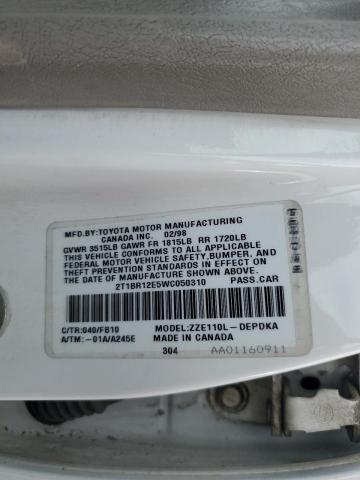 MFD.BY:TOYOTA MOTOR MANUFACTURING
CANADA INC. 02/98
GVWR 3515LB GAWR FR 1815LB RR 1720LB
THIS VEHICLE CONFORMS TO ALL APPLICABLE
FEDERAL MOTOR VEHICLE SAFETY, BUMPER, AND
THEFT PREVENTION STANDARDS IN EFFECT ON
THE DATE OF MANUFACTURE SHOWN ABOVE.
2T1BR12E5WC050310 PASS.CAR
C/TR:040/FB10 MODEL:ZZE110L-DEPDKA
A/TM:-01A/A245E MADE IN CANADA
304 AA01160911